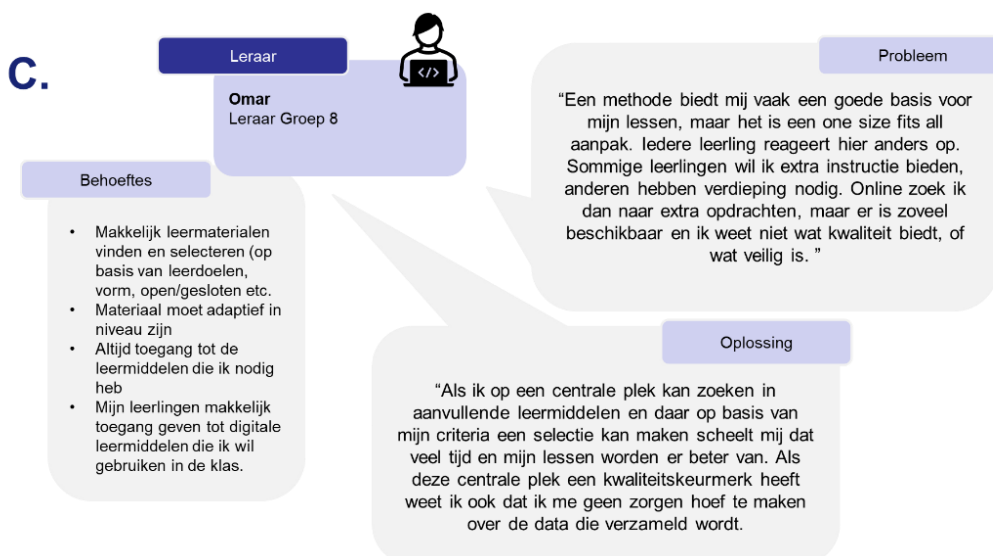 C.
Leraar
</>
Omar
Leraar Groep 8
Behoeftes
• Makkelijk leermaterialen
vinden en selecteren (op
basis van leerdoelen,
vorm, open/gesloten etc.
• Materiaal moet adaptief in
niveau zijn
• Altijd toegang tot de
leermiddelen die ik nodig
heb
• Mijn leerlingen makkelijk
toegang geven tot digitale
leermiddelen die ik wil
gebruiken in de klas.
Probleem
“Een methode biedt mij vaak een goede basis voor
mijn lessen, maar het is een one size fits all
aanpak. Iedere leerling reageert hier anders op.
Sommige leerlingen wil ik extra instructie bieden,
anderen hebben verdieping nodig. Online zoek ik
dan naar extra opdrachten, maar er is zoveel
beschikbaar en ik weet niet wat kwaliteit biedt, of
wat veilig is. ”
Oplossing
“Als ik op een centrale plek kan zoeken in
aanvullende leermiddelen en daar op basis van
mijn criteria een selectie kan maken scheelt mij dat
veel tijd en mijn lessen worden er beter van. Als
deze centrale plek een kwaliteitskeurmerk heeft
weet ik ook dat ik me geen zorgen hoef te maken
over de data die verzameld wordt.